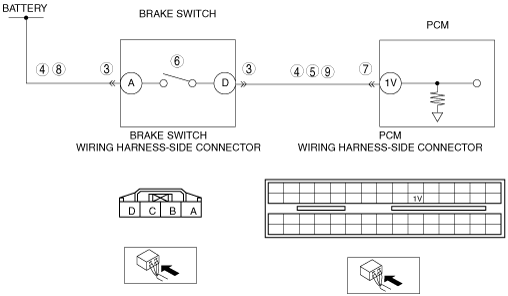 BATTERY
BRAKE SWITCH
PCM
4 8 3 A 6 D 3 4 5 9 7 1V
BRAKE SWITCH
WIRING HARNESS-SIDE CONNECTOR
PCM
WIRING HARNESS-SIDE CONNECTOR
1V
D C B A